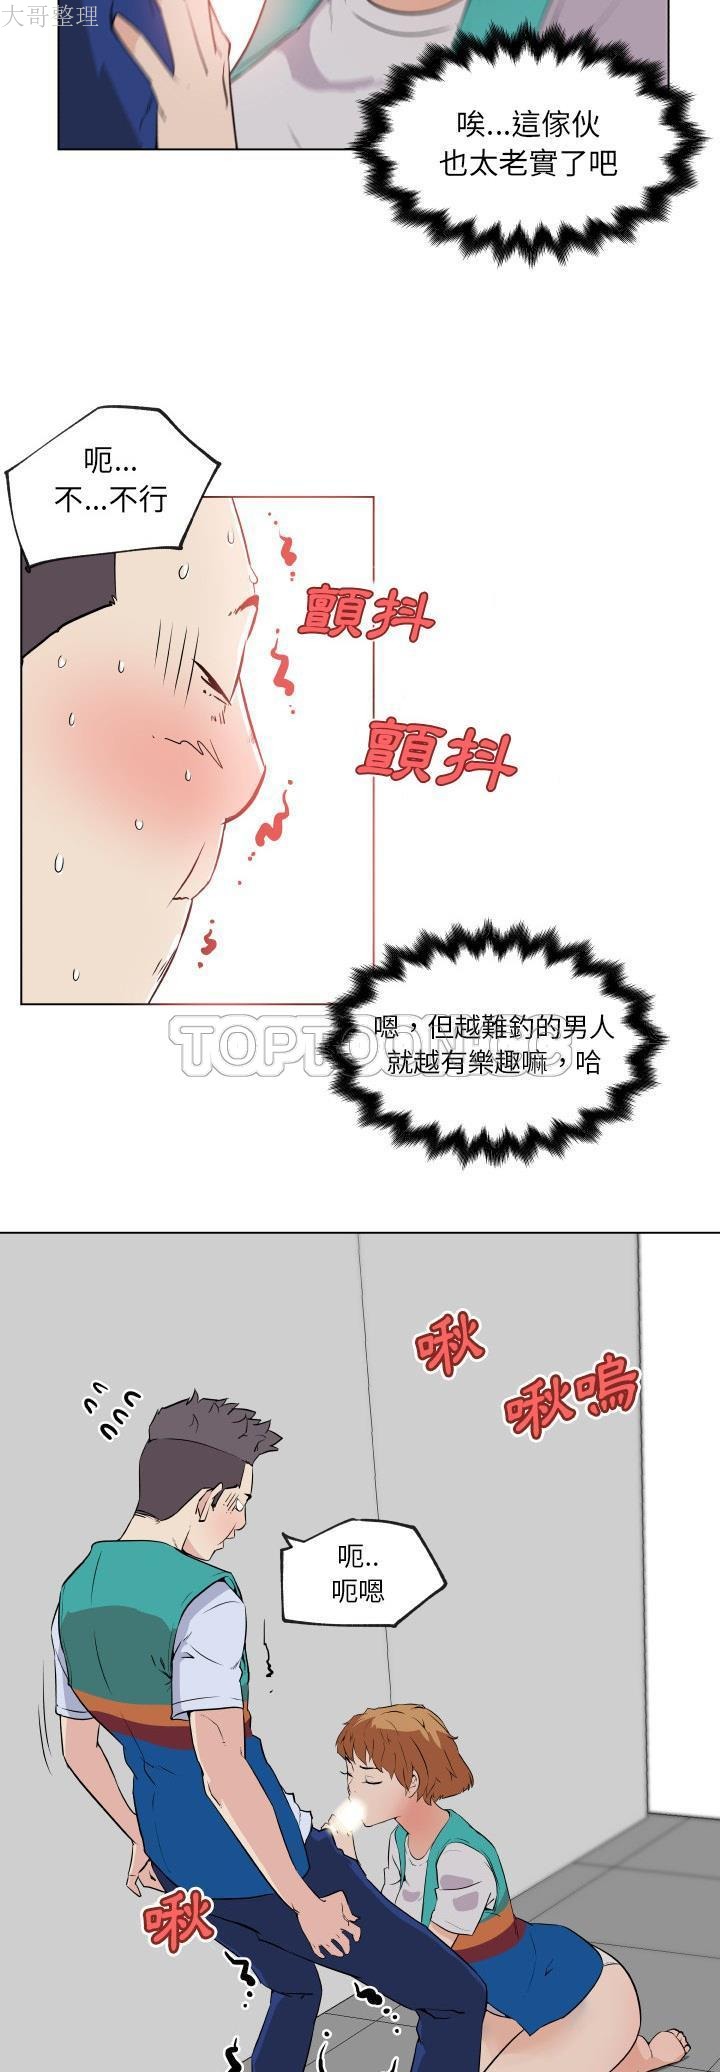 大哥整理
唉...這傢伙
也太老實了吧
呃...
不...不行
顫抖
顫抖
嗯，但越難釣的男人
就越有樂趣嘛，哈
TOPTOON.CC
啾
啾嗚
呃..
呃嗯
啾